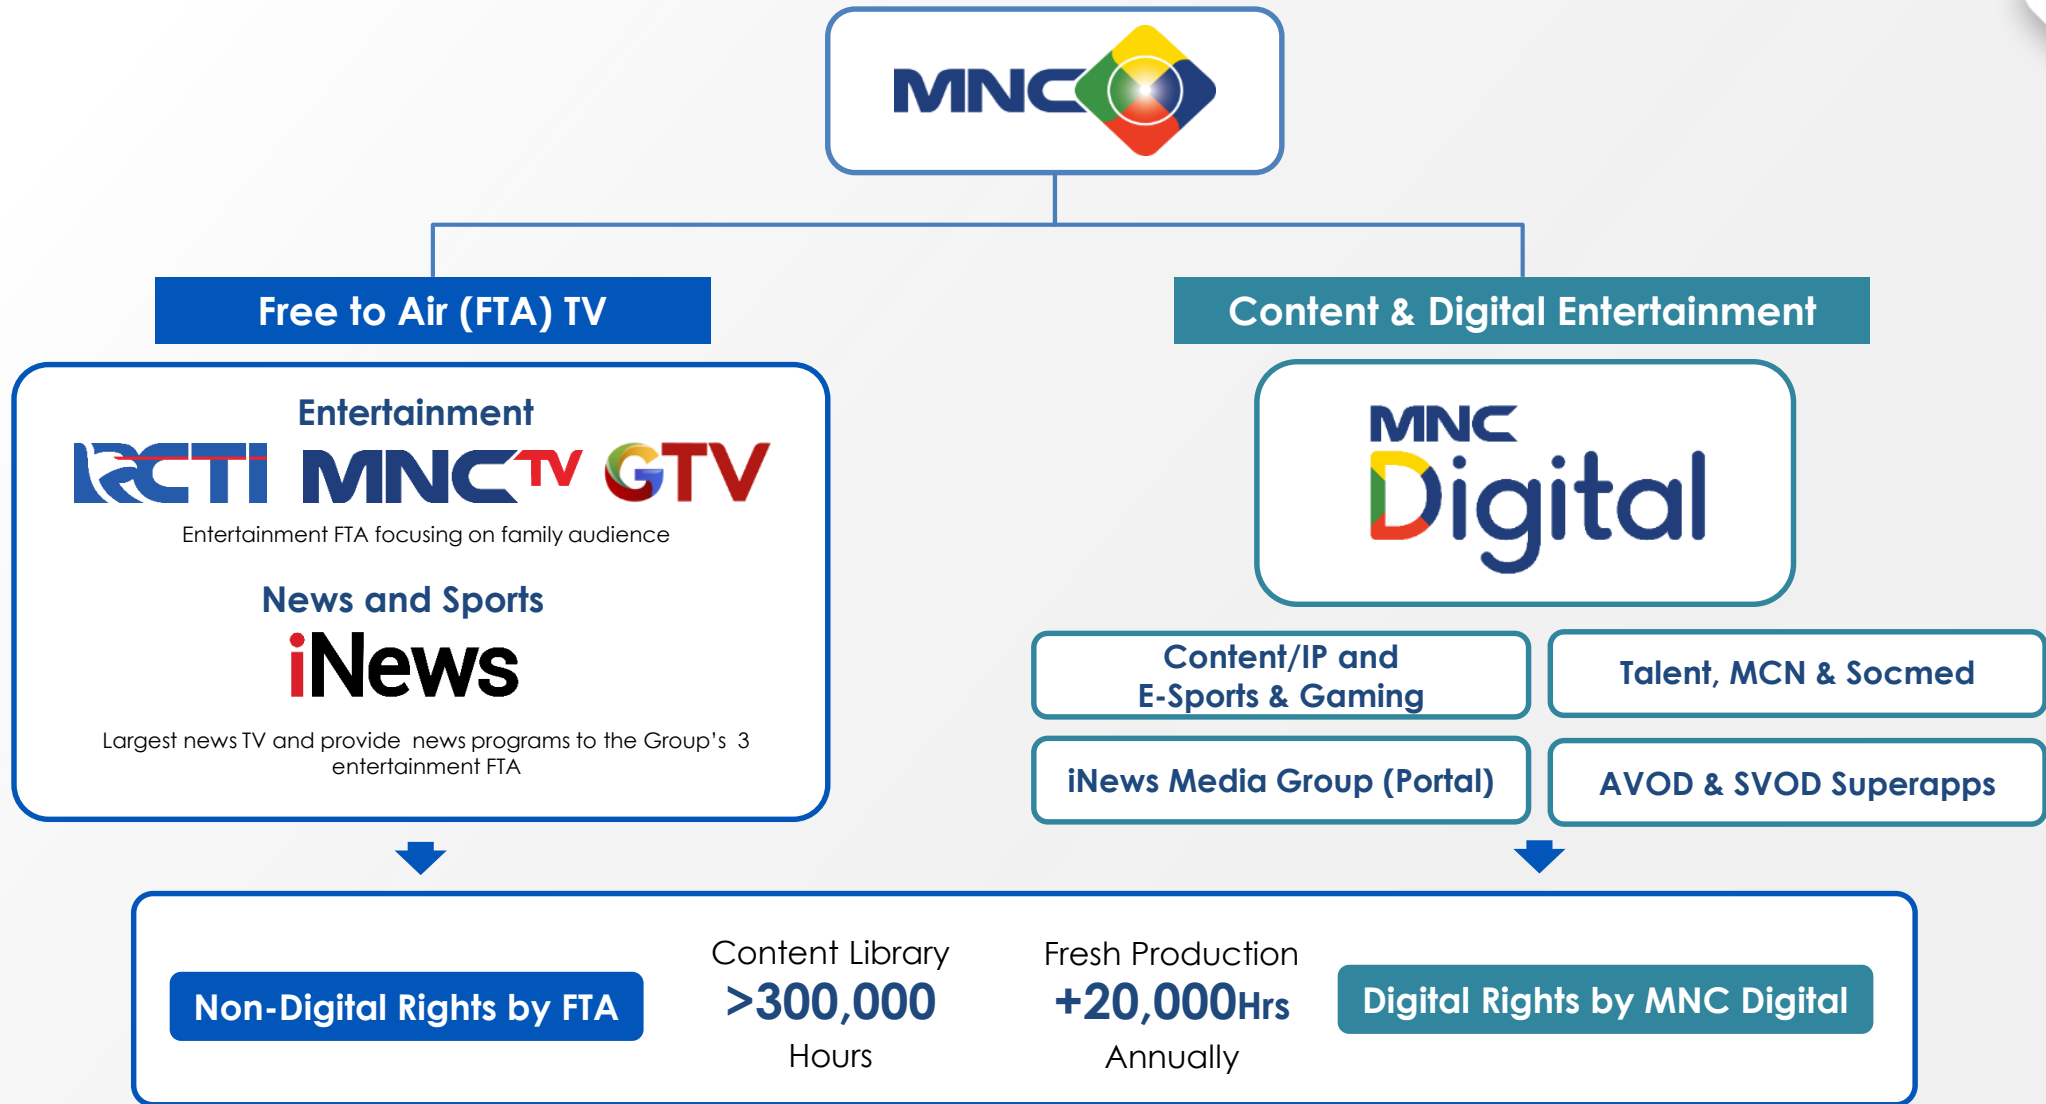 MNC
Free to Air (FTA) TV
Entertainment
RCTI MNCTV GTV
Entertainment FTA focusing on family audience
News and Sports
iNews
Largest news TV and provide news programs to the Group's 3
entertainment FTA
Content & Digital Entertainment
MNC
Digital
Content/IP and
E-Sports & Gaming
Talent, MCN & Socmed
iNews Media Group (Portal)
AVOD & SVOD Superapps
Non-Digital Rights by FTA
Content Library
>300,000
Hours
Fresh Production
+20,000Hrs
Annually
Digital Rights by MNC Digital